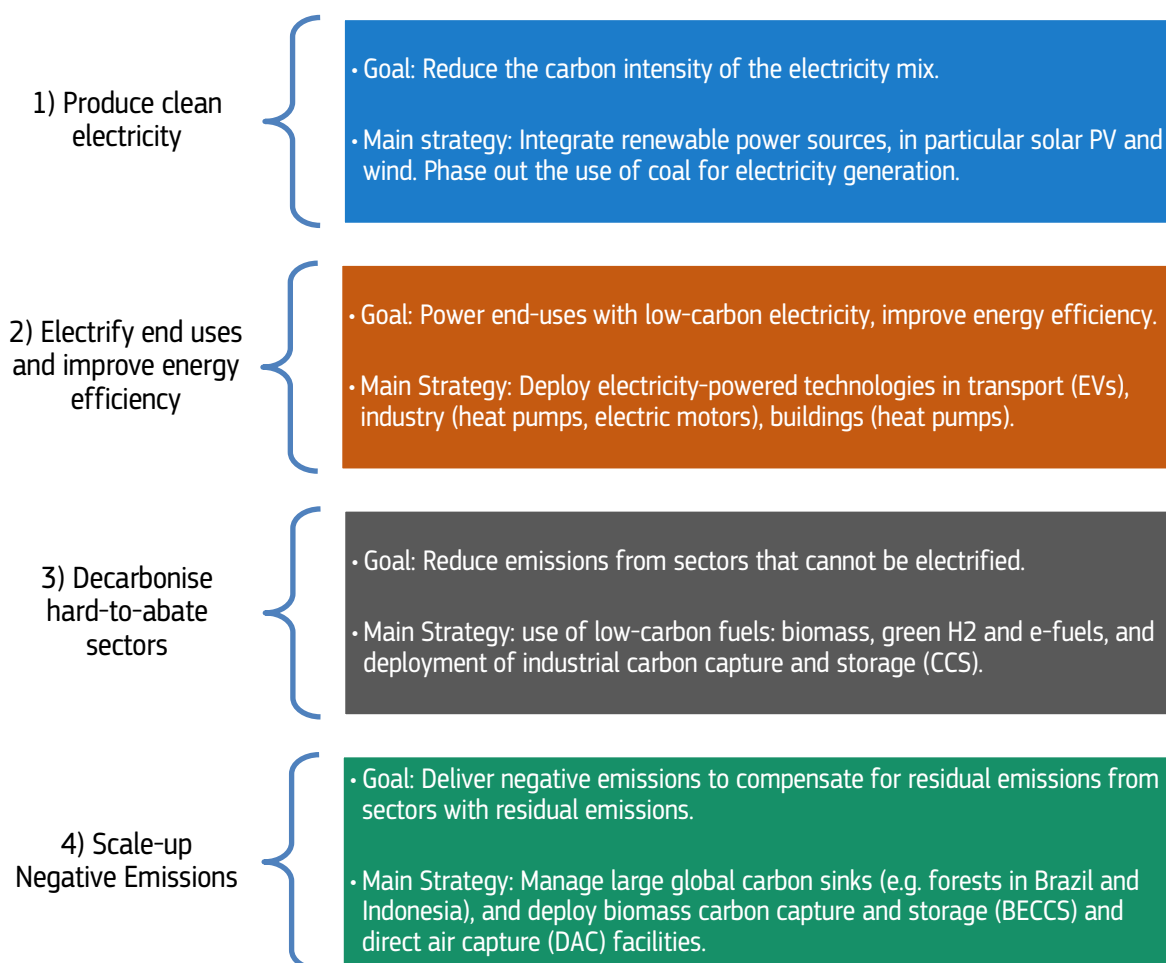 1) Produce clean
electricity
• Goal: Reduce the carbon intensity of the electricity mix.
• Main strategy: Integrate renewable power sources, in particular solar PV and
wind. Phase out the use of coal for electricity generation.
2) Electrify end uses
and improve energy
efficiency
• Goal: Power end-uses with low-carbon electricity, improve energy efficiency.
• Main Strategy: Deploy electricity-powered technologies in transport (EVs),
industry (heat pumps, electric motors), buildings (heat pumps).
3) Decarbonise
hard-to-abate
sectors
• Goal: Reduce emissions from sectors that cannot be electrified.
• Main Strategy: use of low-carbon fuels: biomass, green H2 and e-fuels, and
deployment of industrial carbon capture and storage (CCS).
4) Scale-up
Negative Emissions
• Goal: Deliver negative emissions to compensate for residual emissions from
sectors with residual emissions.
• Main Strategy: Manage large global carbon sinks (e.g. forests in Brazil and
Indonesia), and deploy biomass carbon capture and storage (BECCS) and
direct air capture (DAC) facilities.